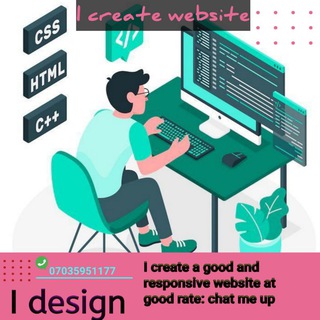 I create website
CSS
HTML
C++
07035951177
I design
I create a good and
responsive website at
good rate: chat me up